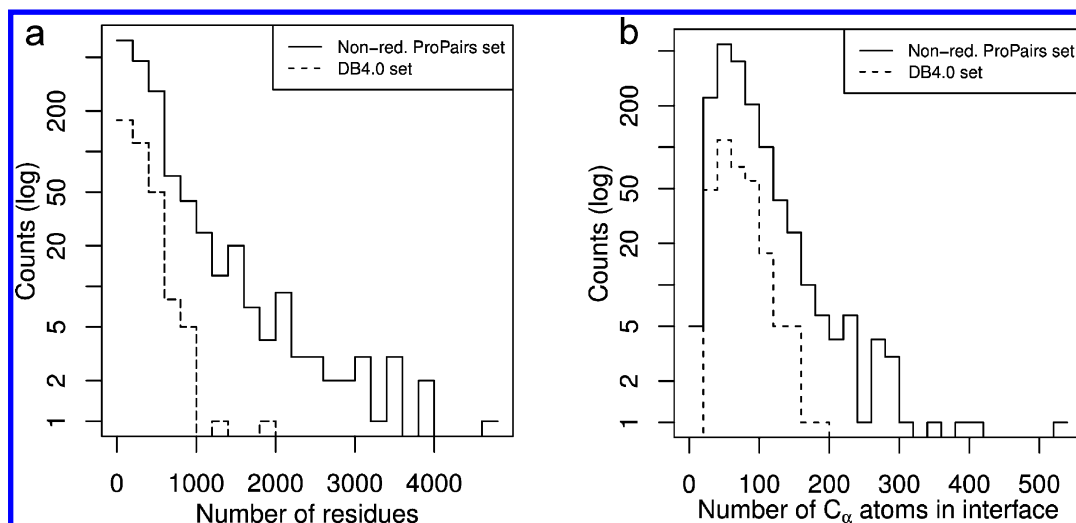 a
Non-red. ProPairs set
DB4.0 set
Counts (log)
200
50
20
5
2
1
0
1000
2000
3000
4000
Number of residues
b
Non-red. ProPairs set
DB4.0 set
Counts (log)
200
50
20
5
2
1
0
100
200
300
400
500
Number of Cα atoms in interface